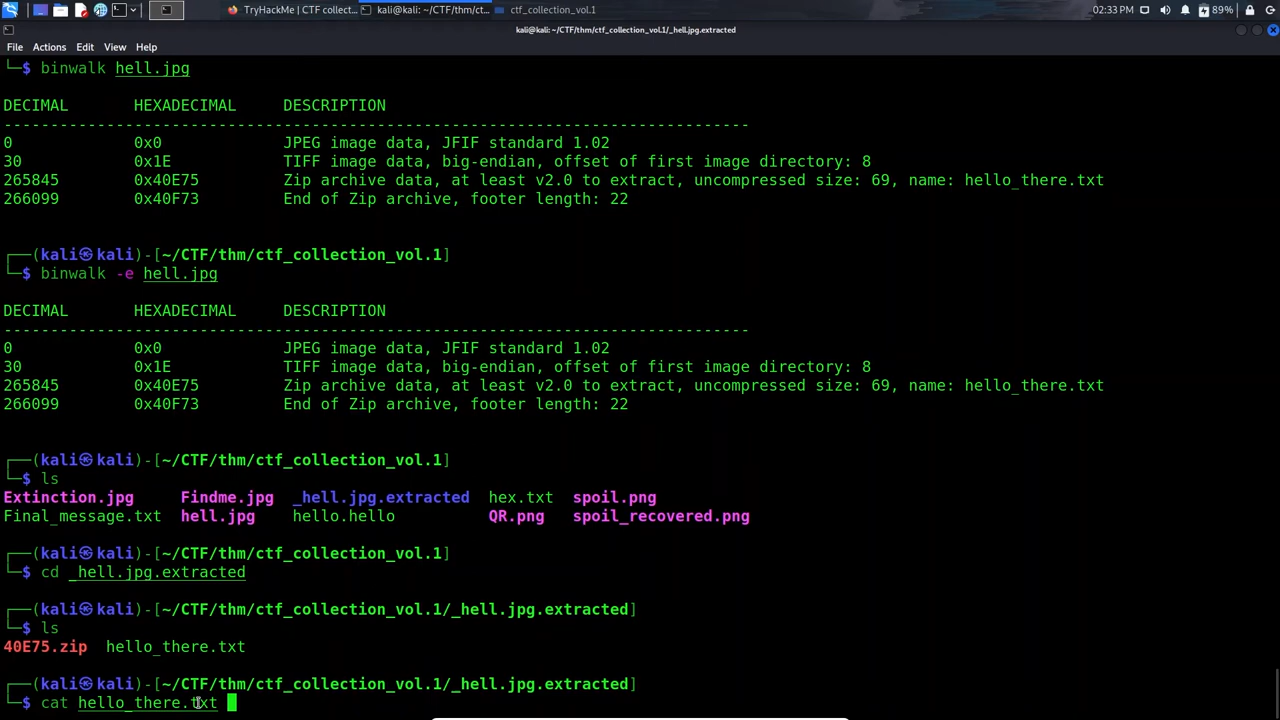 TryHackMe | CTF collect...
kali@kali: ~/CTF/thm/ct...
ctf_collection_vol.1
02:33 PM
89%
kali@kali: ~/CTF/thm/ctf_collection_vol.1/_hell.jpg.extracted
File Actions Edit View Help
└─$ binwalk hell.jpg
DECIMAL HEXADECIMAL DESCRIPTION
--------------------------------------------------------------------------------
0 0x0 JPEG image data, JFIF standard 1.02
30 0x1E TIFF image data, big-endian, offset of first image directory: 8
265845 0x40E75 Zip archive data, at least v2.0 to extract, uncompressed size: 69, name: hello_there.txt
266099 0x40F73 End of Zip archive, footer length: 22
┌──(kali㉿kali)-[~/CTF/thm/ctf_collection_vol.1]
└─$ binwalk -e hell.jpg
DECIMAL HEXADECIMAL DESCRIPTION
--------------------------------------------------------------------------------
0 0x0 JPEG image data, JFIF standard 1.02
30 0x1E TIFF image data, big-endian, offset of first image directory: 8
265845 0x40E75 Zip archive data, at least v2.0 to extract, uncompressed size: 69, name: hello_there.txt
266099 0x40F73 End of Zip archive, footer length: 22
┌──(kali㉿kali)-[~/CTF/thm/ctf_collection_vol.1]
└─$ ls
Extinction.jpg Findme.jpg _hell.jpg.extracted hex.txt spoil.png
Final_message.txt hell.jpg hello.hello QR.png spoil_recovered.png
┌──(kali㉿kali)-[~/CTF/thm/ctf_collection_vol.1]
└─$ cd _hell.jpg.extracted
┌──(kali㉿kali)-[~/CTF/thm/ctf_collection_vol.1/_hell.jpg.extracted]
└─$ ls
40E75.zip hello_there.txt
┌──(kali㉿kali)-[~/CTF/thm/ctf_collection_vol.1/_hell.jpg.extracted]
└─$ cat hello_there.txt